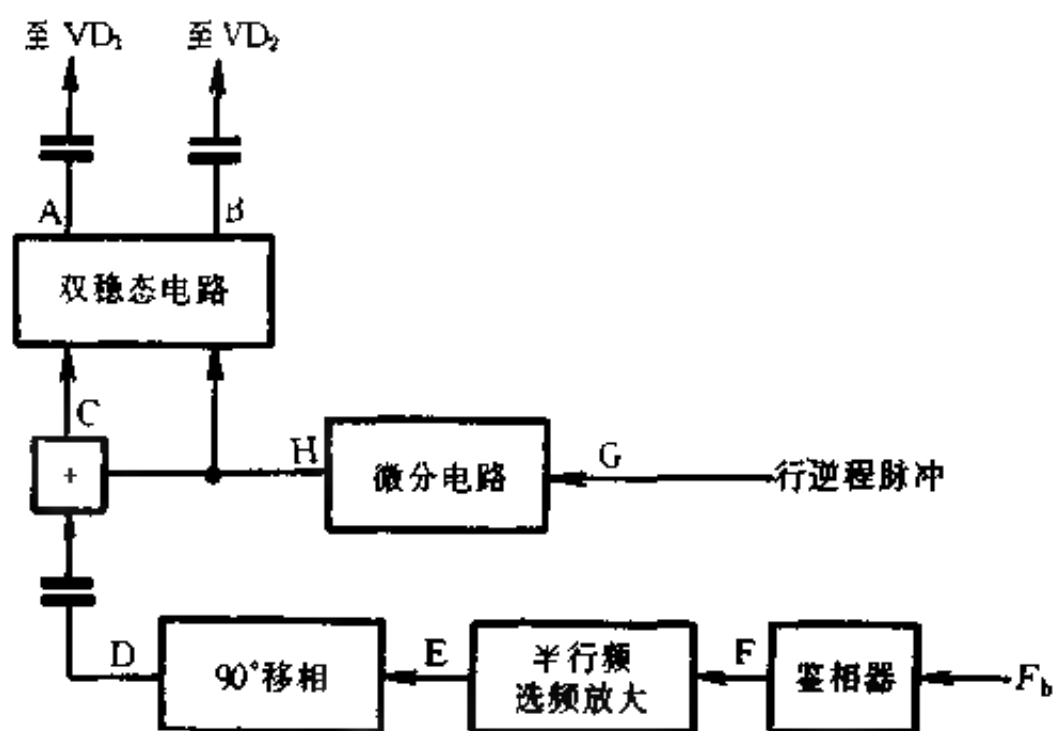 至 VD₁
至 VD₂
A
B
双稳态电路
C
+
H
微分电路
G
行逆程脉冲
D
90°移相
E
半行频
选频放大
F
鉴相器
F_b